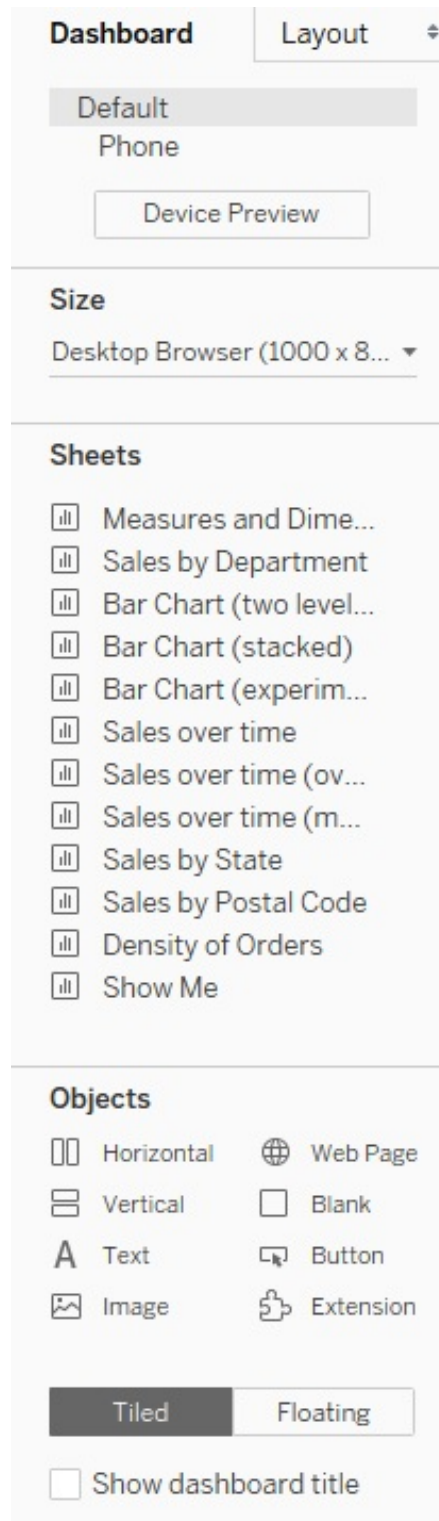 Dashboard Layout
Default
Phone
Device Preview
Size
Desktop Browser (1000 x 8...
Sheets
Measures and Dime...
Sales by Department
Bar Chart (two level...
Bar Chart (stacked)
Bar Chart (experim...
Sales over time
Sales over time (ov...
Sales over time (m...
Sales by State
Sales by Postal Code
Density of Orders
Show Me
Objects
Horizontal Web Page
Vertical Blank
Text Button
Image Extension
Tiled Floating
Show dashboard title